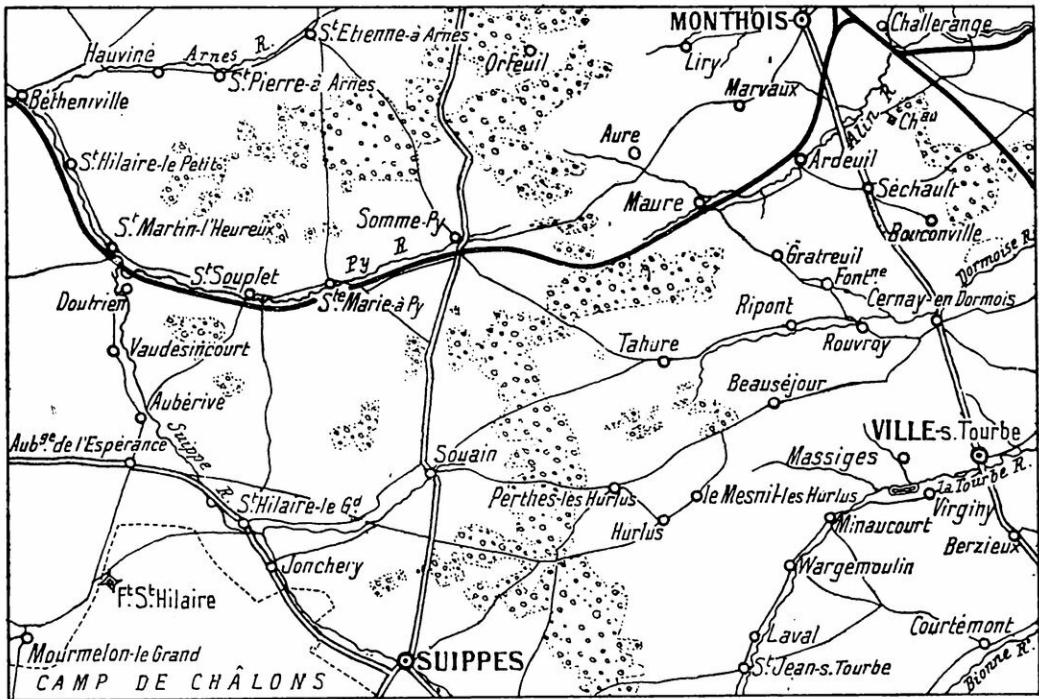 MONTHOIS
Challerange
St Etienne-à Arnes
Hauviné
Arnes R.
Orfeuil
Liry
St Pierre-à Arnes
Betheniville
Marvaux
Alin R.
Chau
Aure
Ardeuil
St Hilaire-le Petit
Séchault
Maure
Somme-Py
Bouconville
St Martin-l'Heureux
Dormoise R.
Py R.
Gratreuil
St Souplet
Fontne
Ste Marie-à Py
Doutrien
Cernay-en Dormois
Ripont
Rouvroy
Vaudesincourt
Tahure
Beauséjour
Aubérive
VILLE-s. Tourbe
Aubge de l'Espérance
Suippe R.
Souain
Massiges
la Tourbe R.
Perthes-les Hurlus
le Mesnil-les Hurlus
Virginy
St Hilaire-le Gd
Hurlus
Minaucourt
Berzieux
Jonchery
Wargemoulin
Ft St Hilaire
Courtémont
Laval
Mourmelon-le Grand
SUIPPES
St Jean-s. Tourbe
Bionne R.
CAMP DE CHÂLONS